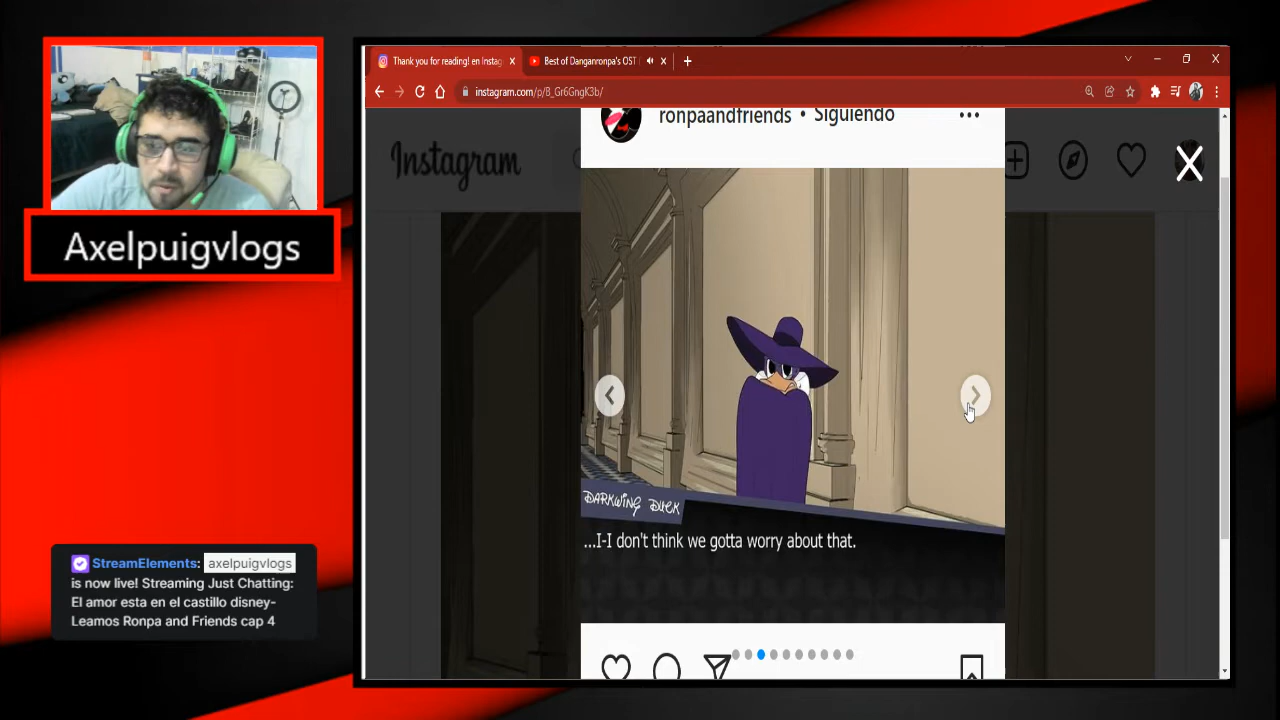 Thank you for reading! en Instag
Best of Danganronpa's OST
instagram.com/p/B_Gr6GngK3b/
ronpaandfriends • Siguiendo
Instagram
X
Axelpuigvlogs
DARKWING DUCK
...I-I don't think we gotta worry about that.
StreamElements: axelpuigvlogs
is now live! Streaming Just Chatting:
El amor esta en el castillo disney-
Leamos Ronpa and Friends cap 4